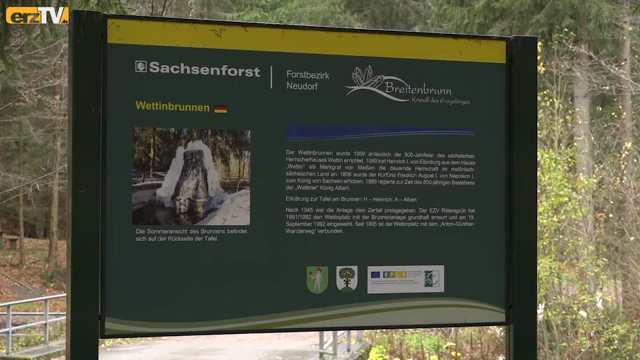 erzTV
Sachsenforst
Forstbezirk
Neudorf
Breitenbrunn
Kristall des Erzgebirges
Wettinbrunnen
Der Wettinbrunnen wurde 1889 anlässlich der 800-Jahrfeier des sächsischen
Herrscherhauses Wettin errichtet. 1089 trat Heinrich I. von Eilenburg aus dem Hause
„Wettin“ als Markgraf von Meißen die dauernde Herrschaft im meißnisch-
sächsischen Land an. 1806 wurde der Kurfürst Friedrich August I. von Napoleon I.
zum König von Sachsen erhoben. 1889 regierte zur Zeit des 800-jährigen Bestehens
der „Wettiner“ König Albert.
Erklärung zur Tafel am Brunnen: H – Heinrich, A – Albert
Nach 1945 war die Anlage dem Zerfall preisgegeben. Der EZV Rittersgrün hat
1991/1992 den Wettinplatz mit der Brunnenanlage grundhaft erneuert und am 19.
September 1992 eingeweiht. Seit 1995 ist der Wettinplatz mit dem „Anton-Günther-
Wanderweg“ verbunden.
Die Sommeransicht des Brunnens befindet
sich auf der Rückseite der Tafel.